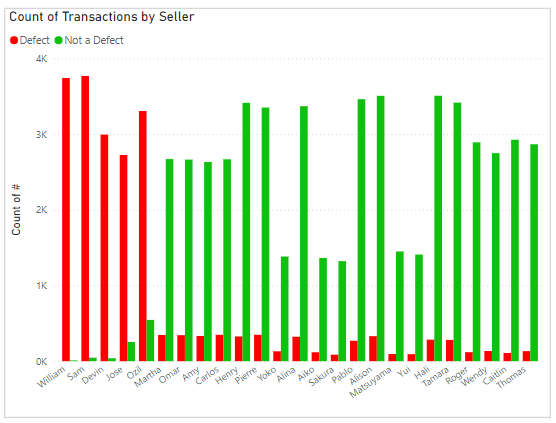 Count of Transactions by Seller
Defect Not a Defect
4K
3K
2K
1K
0K
Count of #
William
Sam
Devin
Jose
Ozil
Martha
Omar
Amy
Carlos
Henry
Pierre
Yoko
Alina
Aiko
Sakura
Pablo
Alison
Matsuyama
Yui
Hali
Tamara
Roger
Wendy
Caitlin
Thomas